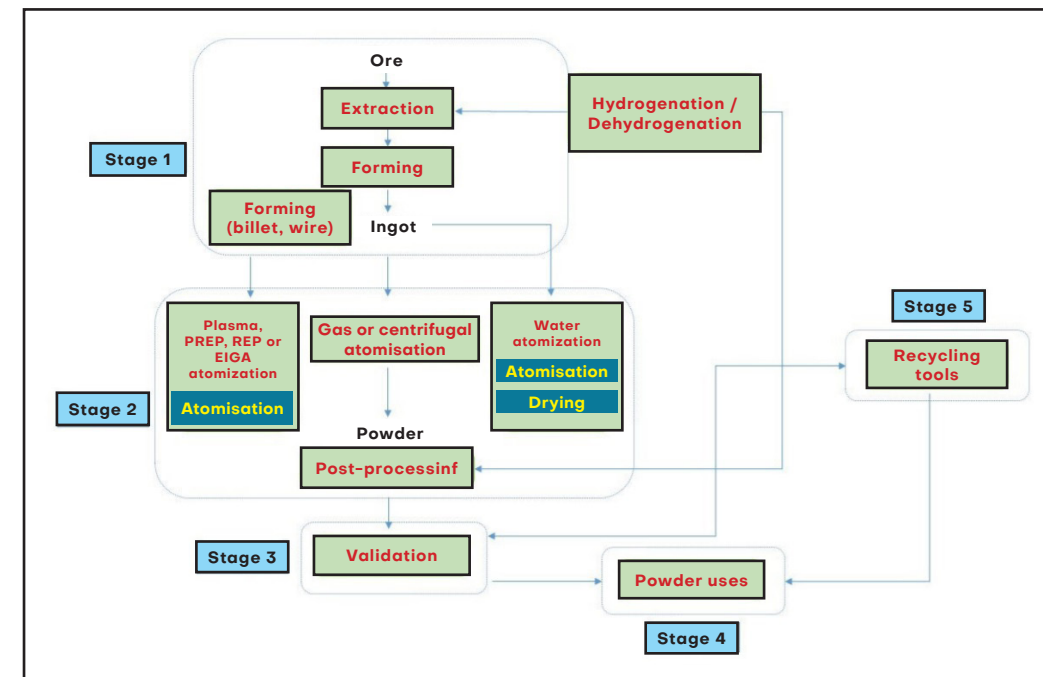 Ore
Extraction
Hydrogenation /
Dehydrogenation
Stage 1
Forming
Forming
(billet, wire)
Ingot
Stage 2
Plasma,
PREP, REP or
EIGA
atomization
Atomisation
Gas or centrifugal
atomisation
Water
atomization
Atomisation
Drying
Powder
Post-processinf
Stage 5
Recycling
tools
Stage 3
Validation
Powder uses
Stage 4